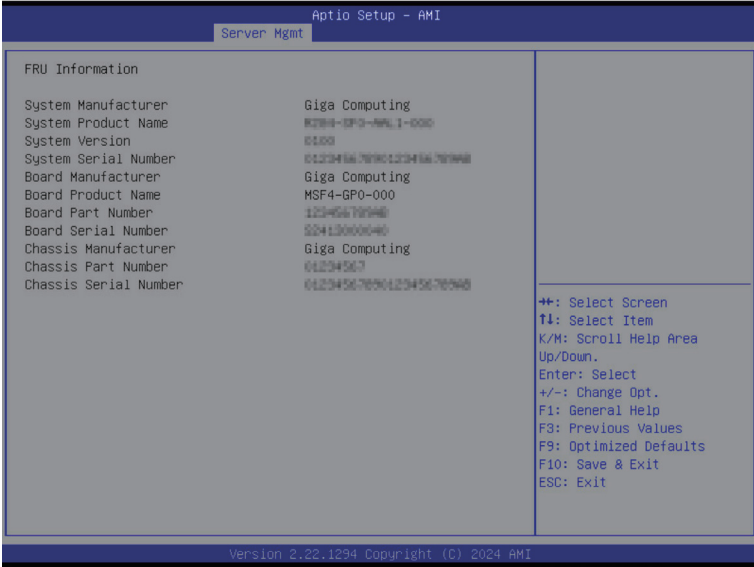 Aptio Setup - AMI
Server Mgmt
FRU Information
System Manufacturer Giga Computing
System Product Name
System Version
System Serial Number
Board Manufacturer Giga Computing
Board Product Name MSF4-GP0-000
Board Part Number
Board Serial Number
Chassis Manufacturer Giga Computing
Chassis Part Number
Chassis Serial Number
→←: Select Screen
↑↓: Select Item
K/M: Scroll Help Area
Up/Down.
Enter: Select
+/-: Change Opt.
F1: General Help
F3: Previous Values
F9: Optimized Defaults
F10: Save & Exit
ESC: Exit
Version 2.22.1294 Copyright (C) 2024 AMI